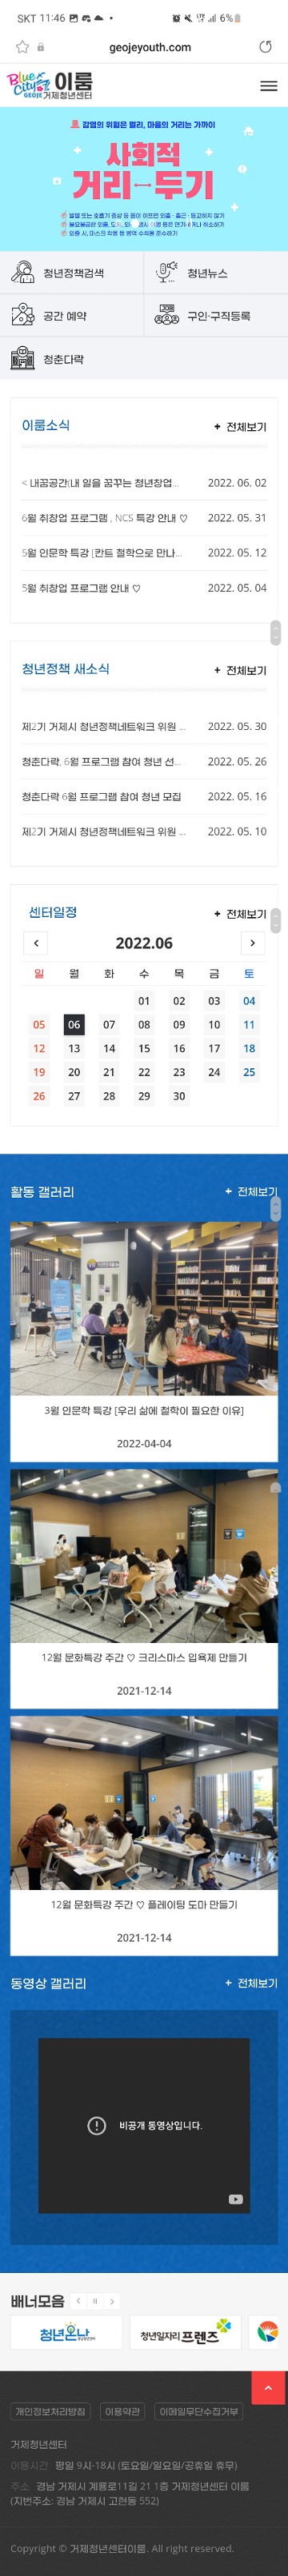 SKT 11:46
6%
geojeyouth.com
Blue City GEOJE 이룸
거제청년센터
감염의 위험은 멀리, 마음의 거리는 가까이
사회적
거리 두기
청년정책검색
청년뉴스
공간 예약
구인·구직등록
청춘다락
이룸소식
+ 전체보기
< 내꿈공간(내 일을 꿈꾸는 청년창업...
2022. 06. 02
6월 취창업 프로그램 , NCS 특강 안내 ♡
2022. 05. 31
5월 인문학 특강 [칸트 철학으로 만나...
2022. 05. 12
5월 취창업 프로그램 안내 ♡
2022. 05. 04
청년정책 새소식
+ 전체보기
제2기 거제시 청년정책네트워크 위원 ...
2022. 05. 30
청춘다락, 6월 프로그램 참여 청년 선...
2022. 05. 26
청춘다락 6월 프로그램 참여 청년 모집
2022. 05. 16
제2기 거제시 청년정책네트워크 위원 ...
2022. 05. 10
센터일정
+ 전체보기
2022.06
일 월 화 수 목 금 토
01 02 03 04
05 06 07 08 09 10 11
12 13 14 15 16 17 18
19 20 21 22 23 24 25
26 27 28 29 30
활동 갤러리
+ 전체보기
3월 인문학 특강 [우리 삶에 철학이 필요한 이유]
2022-04-04
12월 문화특강 주간 ♡ 크리스마스 입욕제 만들기
2021-12-14
12월 문화특강 주간 ♡ 플레이팅 도마 만들기
2021-12-14
동영상 갤러리
+ 전체보기
비공개 동영상입니다.
배너모음
청년온나
청년일자리 프렌즈
개인정보처리방침
이용약관
이메일무단수집거부
거제청년센터
이용시간 평일 9시-18시 (토요일/일요일/공휴일 휴무)
주소 경남 거제시 계룡로11길 21 1층 거제청년센터 이룸
(지번주소: 경남 거제시 고현동 552)
Copyright © 거제청년센터이룸. All right reserved.